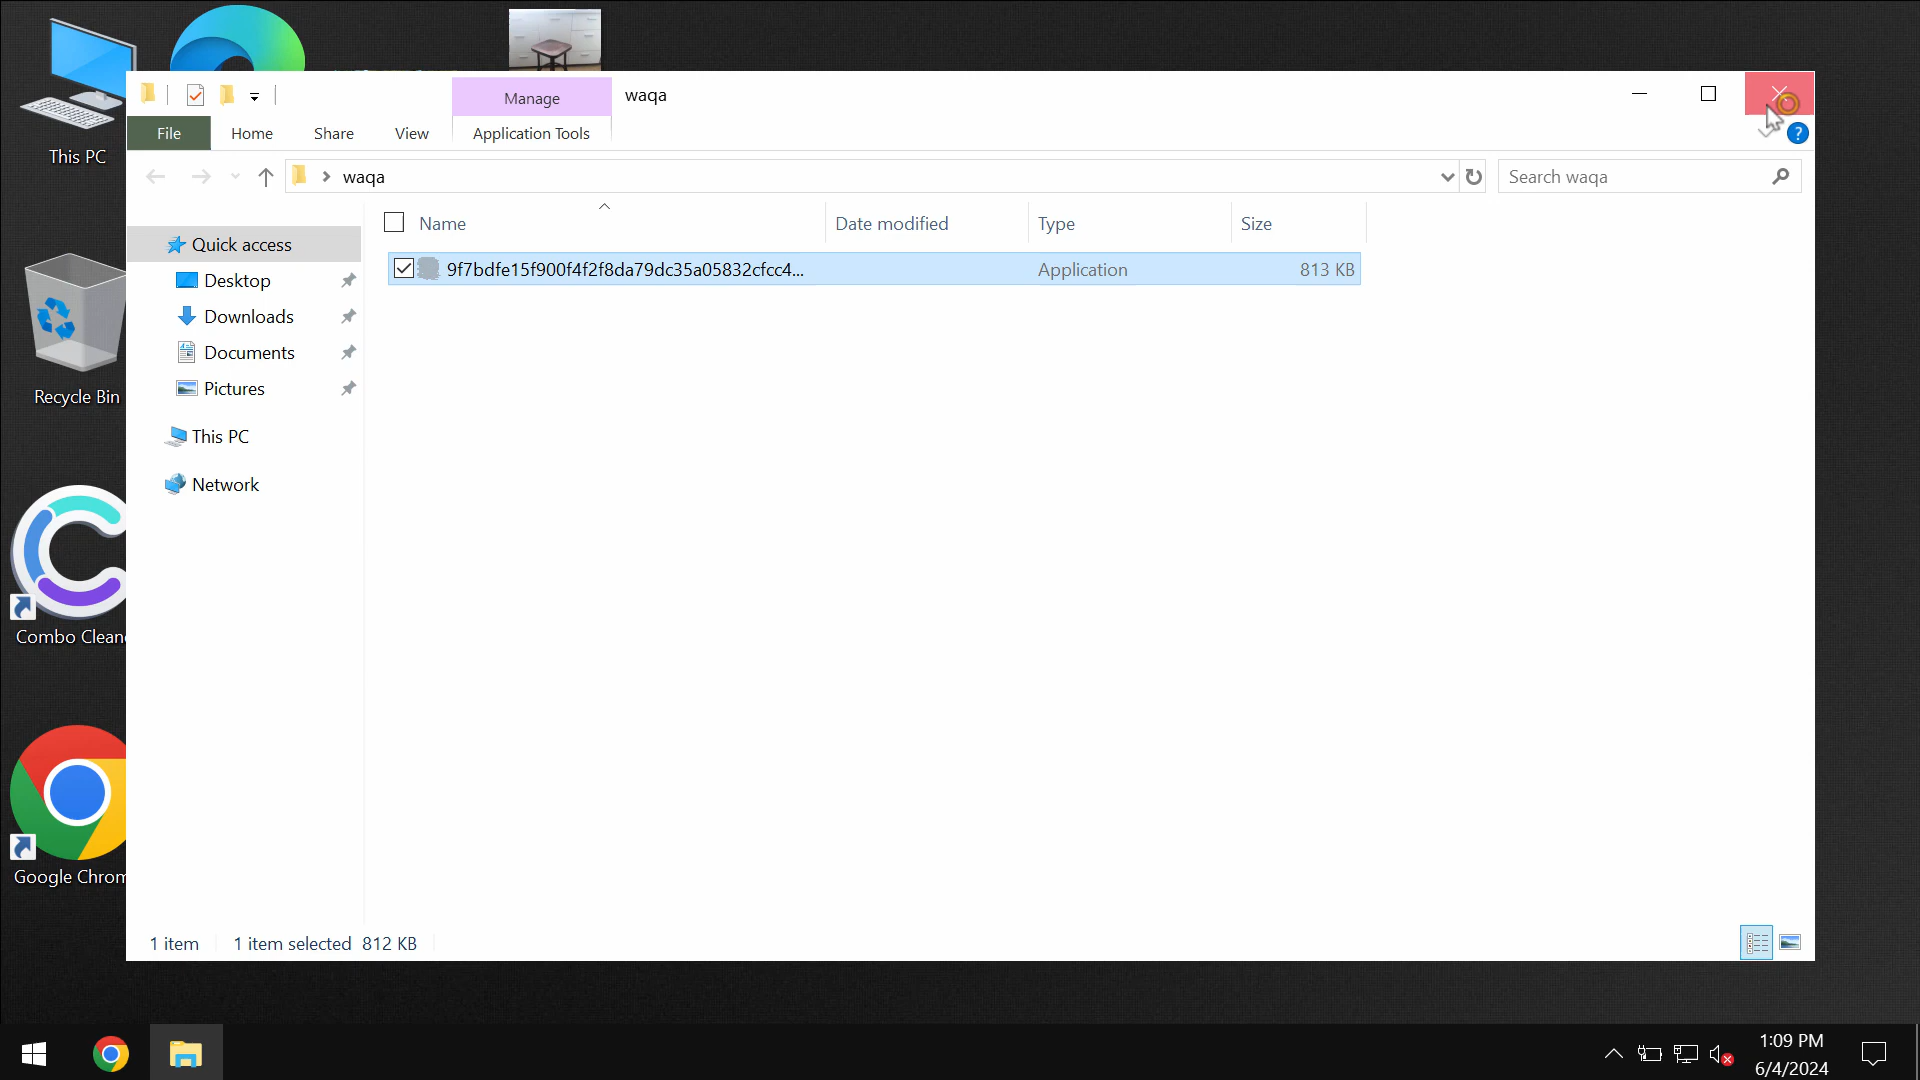 This PC
Recycle Bin
Combo Cleane
Google Chrom
Manage
waqa
File
Home
Share
View
Application Tools
?
waqa
Search waqa
Quick access
Desktop
Downloads
Documents
Pictures
This PC
Network
Name
Date modified
Type
Size
9f7bdfe15f900f4f2f8da79dc35a05832cfcc4...
Application
813 KB
1 item
1 item selected 812 KB
1:09 PM
6/4/2024